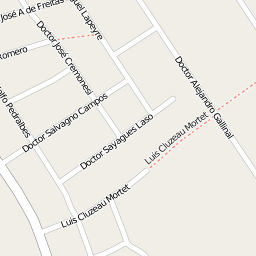 José A de Freitas
Lapeyre
Romero
Doctor José Cremonesi
Doctor Alejandro Gallinal
Pedralbes
Doctor Salvagno Campos
Doctor Sayagues Laso
Luis Cluzeau Mortet
Luis Cluzeau Mortet